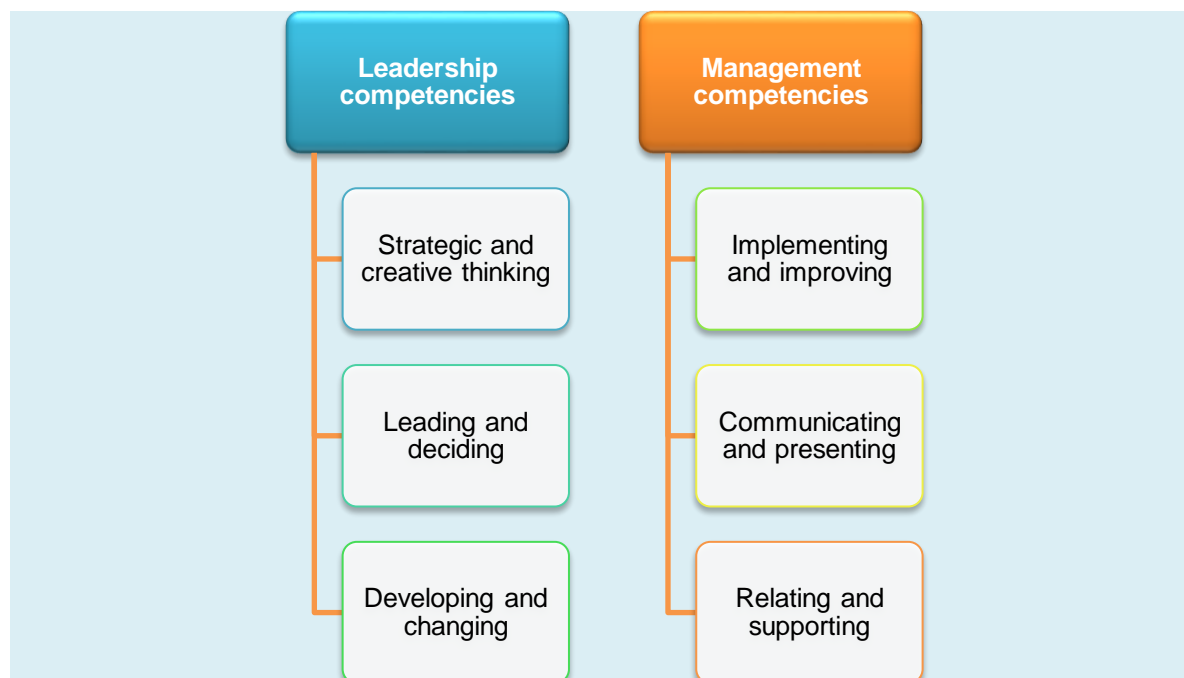 Leadership
competencies
Strategic and
creative thinking
Leading and
deciding
Developing and
changing
Management
competencies
Implementing
and improving
Communicating
and presenting
Relating and
supporting